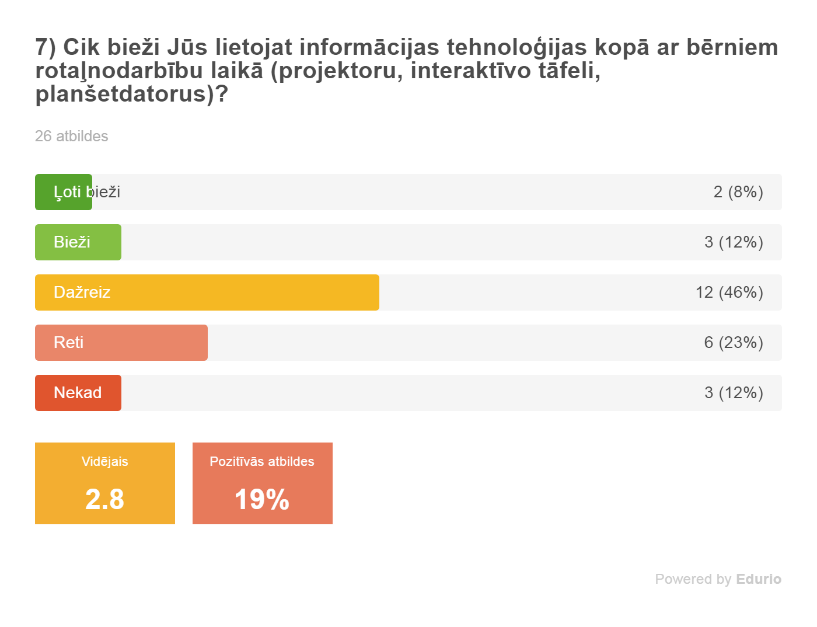 7) Cik bieži Jūs lietojat informācijas tehnoloģijas kopā ar bērniem
rotaļnodarbību laikā (projektoru, interaktīvo tāfeli,
planšetdatorus)?
26 atbildes
Ļoti bieži 2 (8%)
Bieži 3 (12%)
Dažreiz 12 (46%)
Reti 6 (23%)
Nekad 3 (12%)
Vidējais Pozitīvās atbildes
2.8 19%
Powered by Edurio